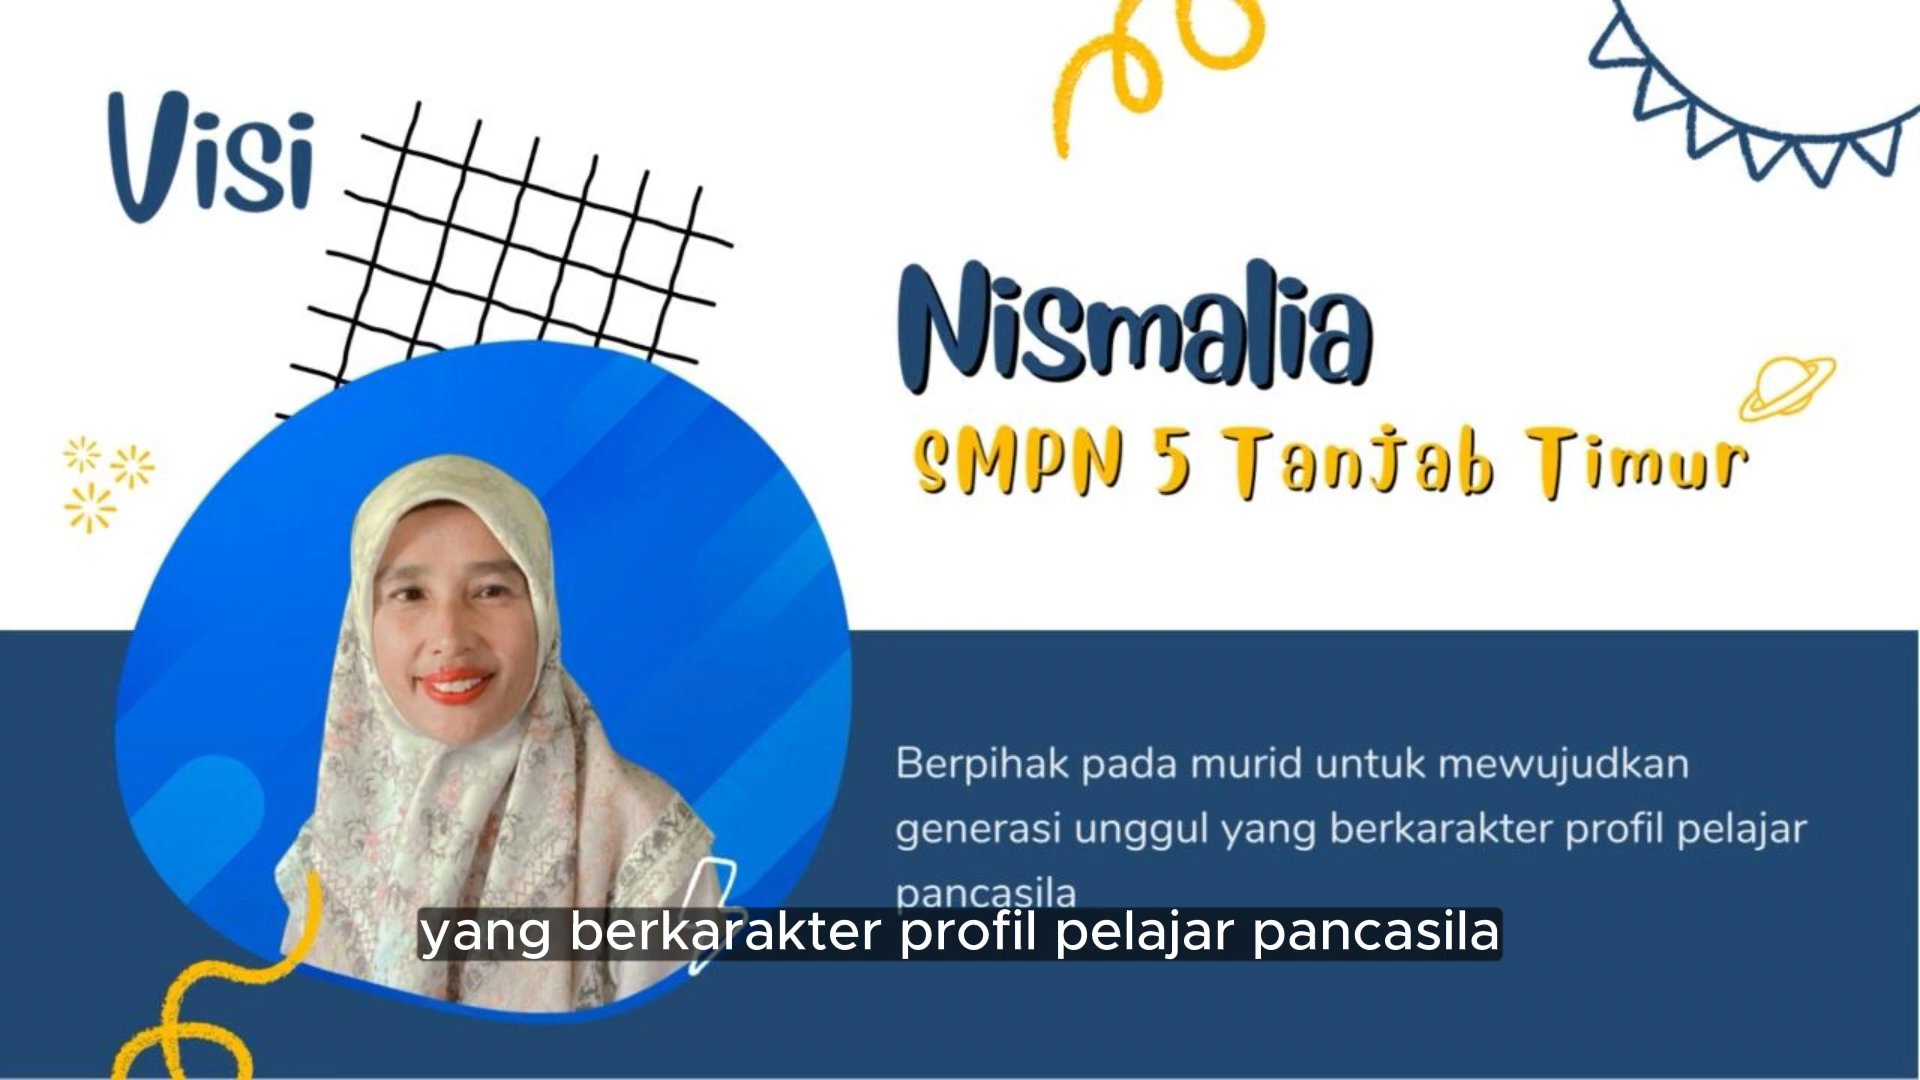 Visi
Nismalia
SMPN 5 Tanjab Timur
Berpihak pada murid untuk mewujudkan
generasi unggul yang berkarakter profil pelajar
pancasila
yang berkarakter profil pelajar pancasila